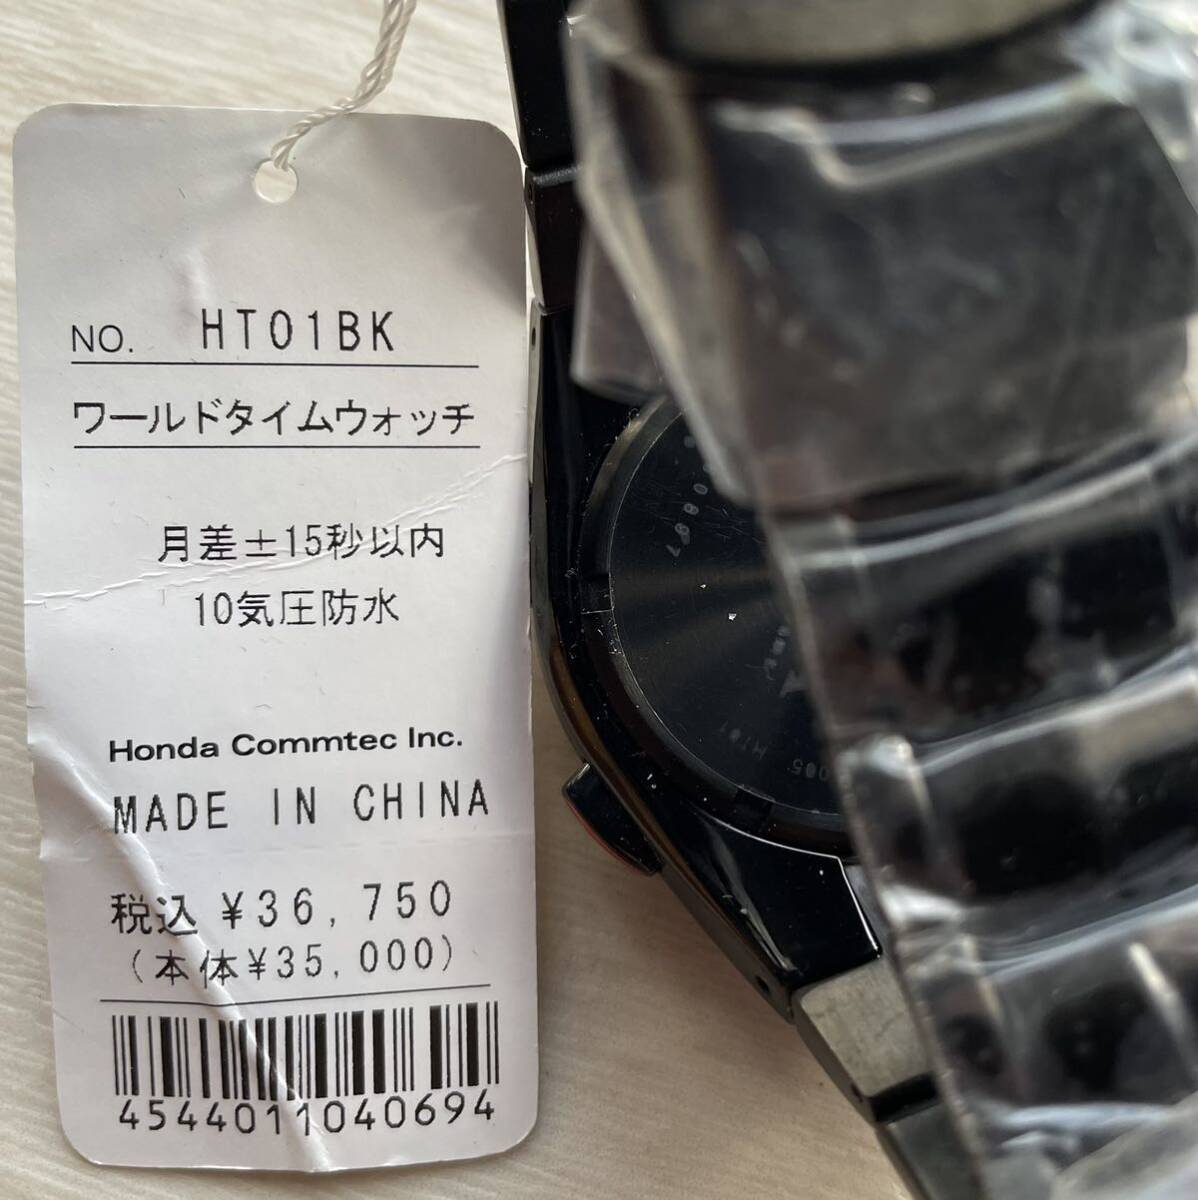 NO. HT01BK
ワールドタイムウォッチ
月差±15秒以内
10気圧防水
Honda Commtec Inc.
MADE IN CHINA
税込 ¥36,750
(本体¥35,000)
4544011040694